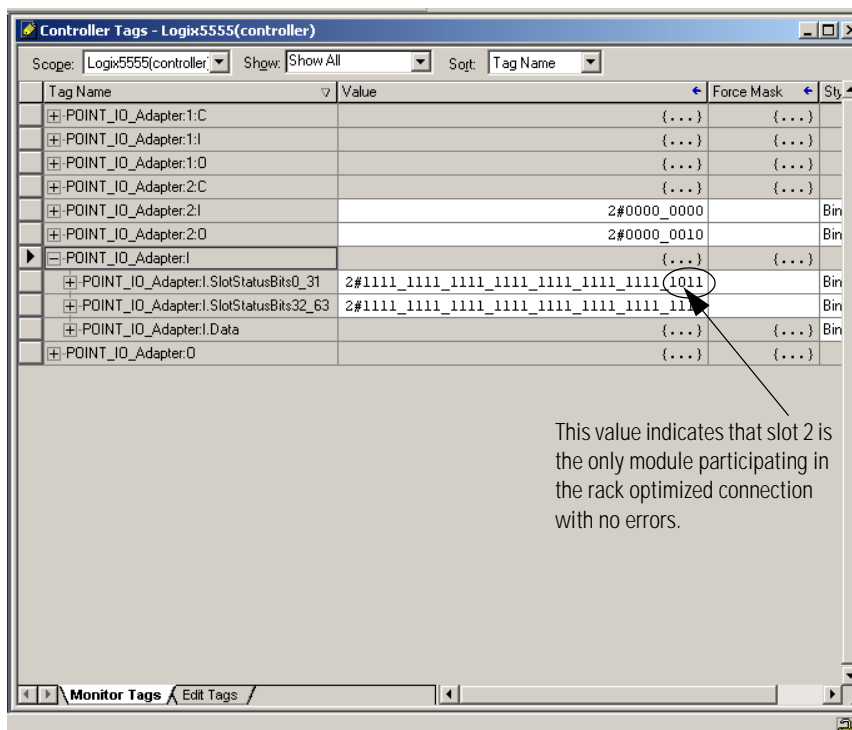 Controller Tags - Logix5555(controller)
Scope: Logix5555(controller) Show: Show All Sort: Tag Name
Tag Name Value Force Mask Sty
POINT_IO_Adapter:1:C {...} {...}
POINT_IO_Adapter:1:I {...} {...}
POINT_IO_Adapter:1:O {...} {...}
POINT_IO_Adapter:2:C {...} {...}
POINT_IO_Adapter:2:I 2#0000_0000 Bin
POINT_IO_Adapter:2:O 2#0000_0010 Bin
POINT_IO_Adapter:I {...} {...}
POINT_IO_Adapter:I.SlotStatusBits0_31 2#1111_1111_1111_1111_1111_1111_1111_1011 Bin
POINT_IO_Adapter:I.SlotStatusBits32_63 2#1111_1111_1111_1111_1111_1111_1111_1111 Bin
POINT_IO_Adapter:I.Data {...} {...} Bin
POINT_IO_Adapter:O {...} {...}
This value indicates that slot 2 is
the only module participating in
the rack optimized connection
with no errors.
Monitor Tags Edit Tags